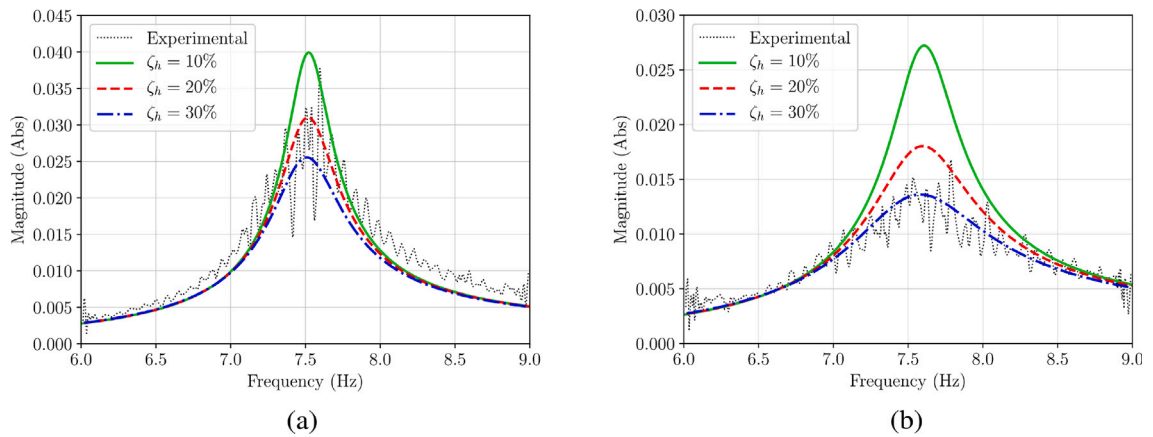 0.045
0.040
0.035
0.030
0.025
0.020
0.015
0.010
0.005
0.000
Magnitude (Abs)
Experimental
ζh = 10%
ζh = 20%
ζh = 30%
6.0 6.5 7.0 7.5 8.0 8.5 9.0
Frequency (Hz)
(a)
0.030
0.025
0.020
0.015
0.010
0.005
0.000
Magnitude (Abs)
Experimental
ζh = 10%
ζh = 20%
ζh = 30%
6.0 6.5 7.0 7.5 8.0 8.5 9.0
Frequency (Hz)
(b)